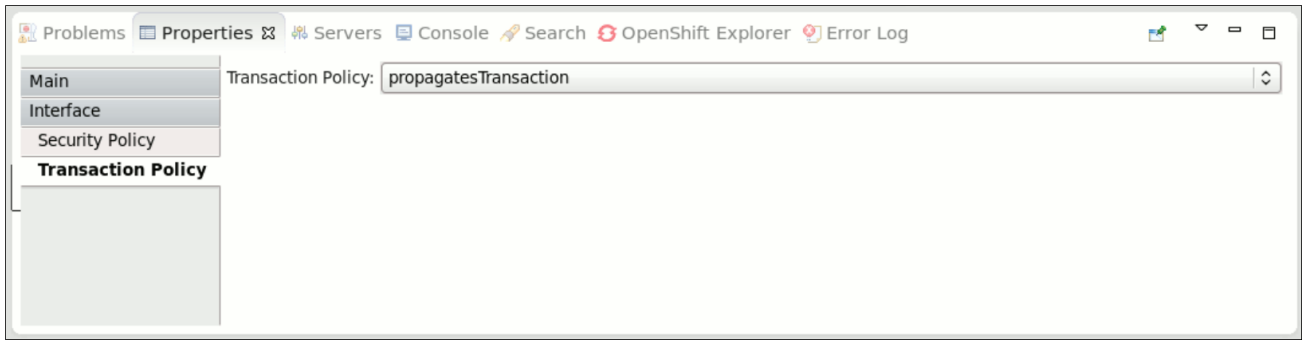 Problems Properties Servers Console Search OpenShift Explorer Error Log
Main
Transaction Policy: propagatesTransaction
Interface
Security Policy
Transaction Policy